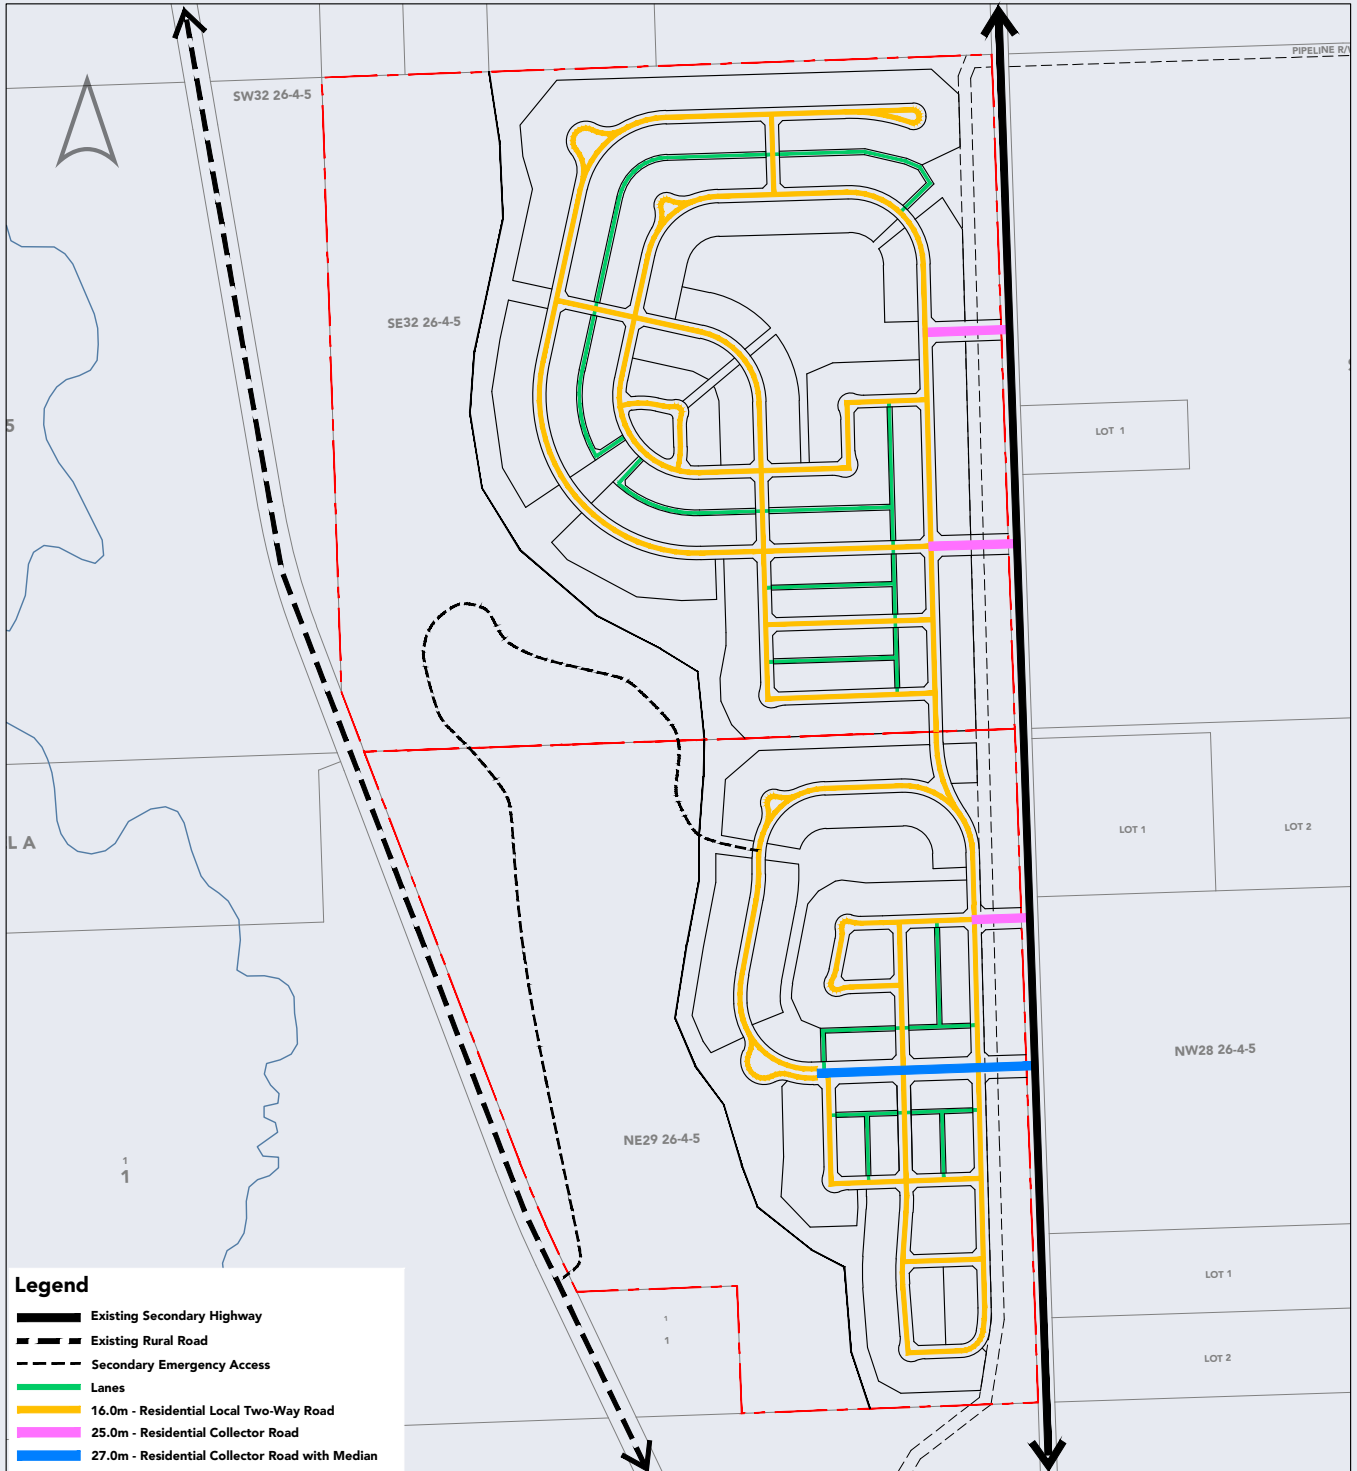 PIPELINE R/
SW32 26-4-5
SE32 26-4-5
5
LOT 1
L A
LOT 1
LOT 2
NW28 26-4-5
NE29 26-4-5
1
1
LOT 1
1
1
LOT 2
Legend
Existing Secondary Highway
Existing Rural Road
Secondary Emergency Access
Lanes
16.0m - Residential Local Two-Way Road
25.0m - Residential Collector Road
27.0m - Residential Collector Road with Median